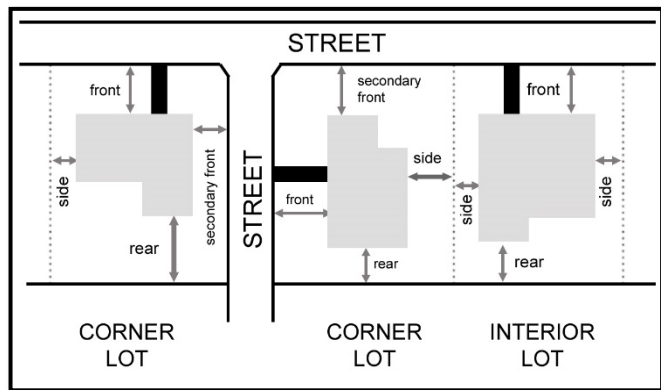 STREET
front
secondary
front
front
side
secondary front
STREET
side
front
side
side
rear
rear
rear
CORNER
LOT
CORNER
LOT
INTERIOR
LOT